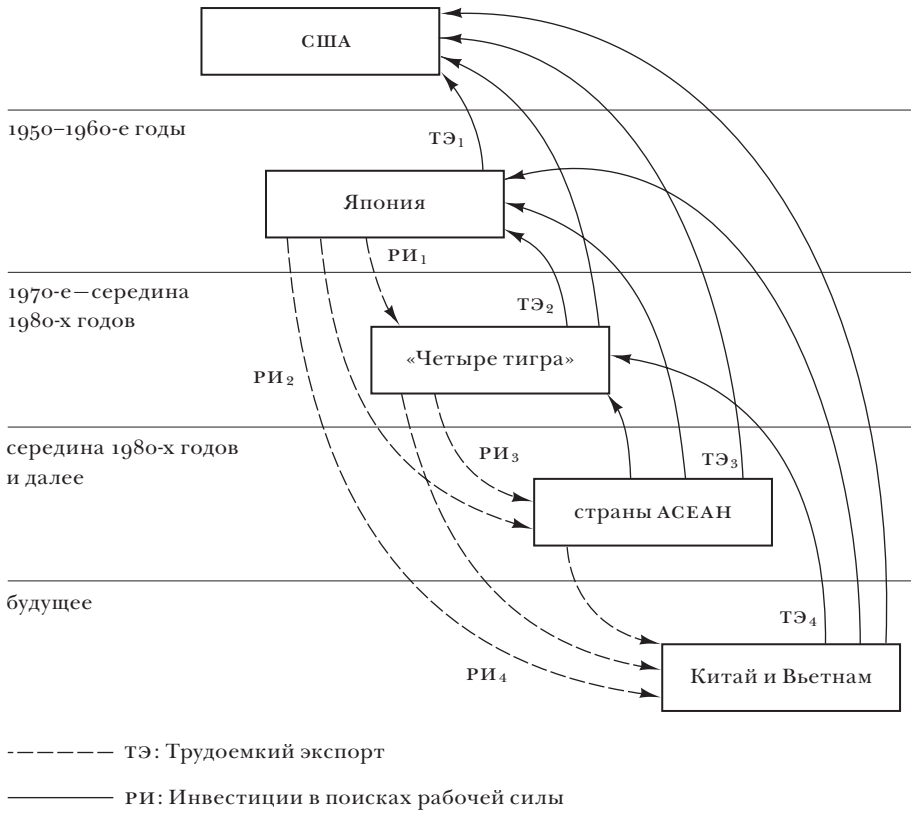 США
1950–1960-е годы
ТЭ1
Япония
РИ1
1970-е—середина
1980-х годов
ТЭ2
«Четыре тигра»
РИ2
середина 1980-х годов
и далее
РИ3
ТЭ3
страны АСЕАН
будущее
ТЭ4
РИ4
Китай и Вьетнам
ТЭ: Трудоемкий экспорт
РИ: Инвестиции в поисках рабочей силы